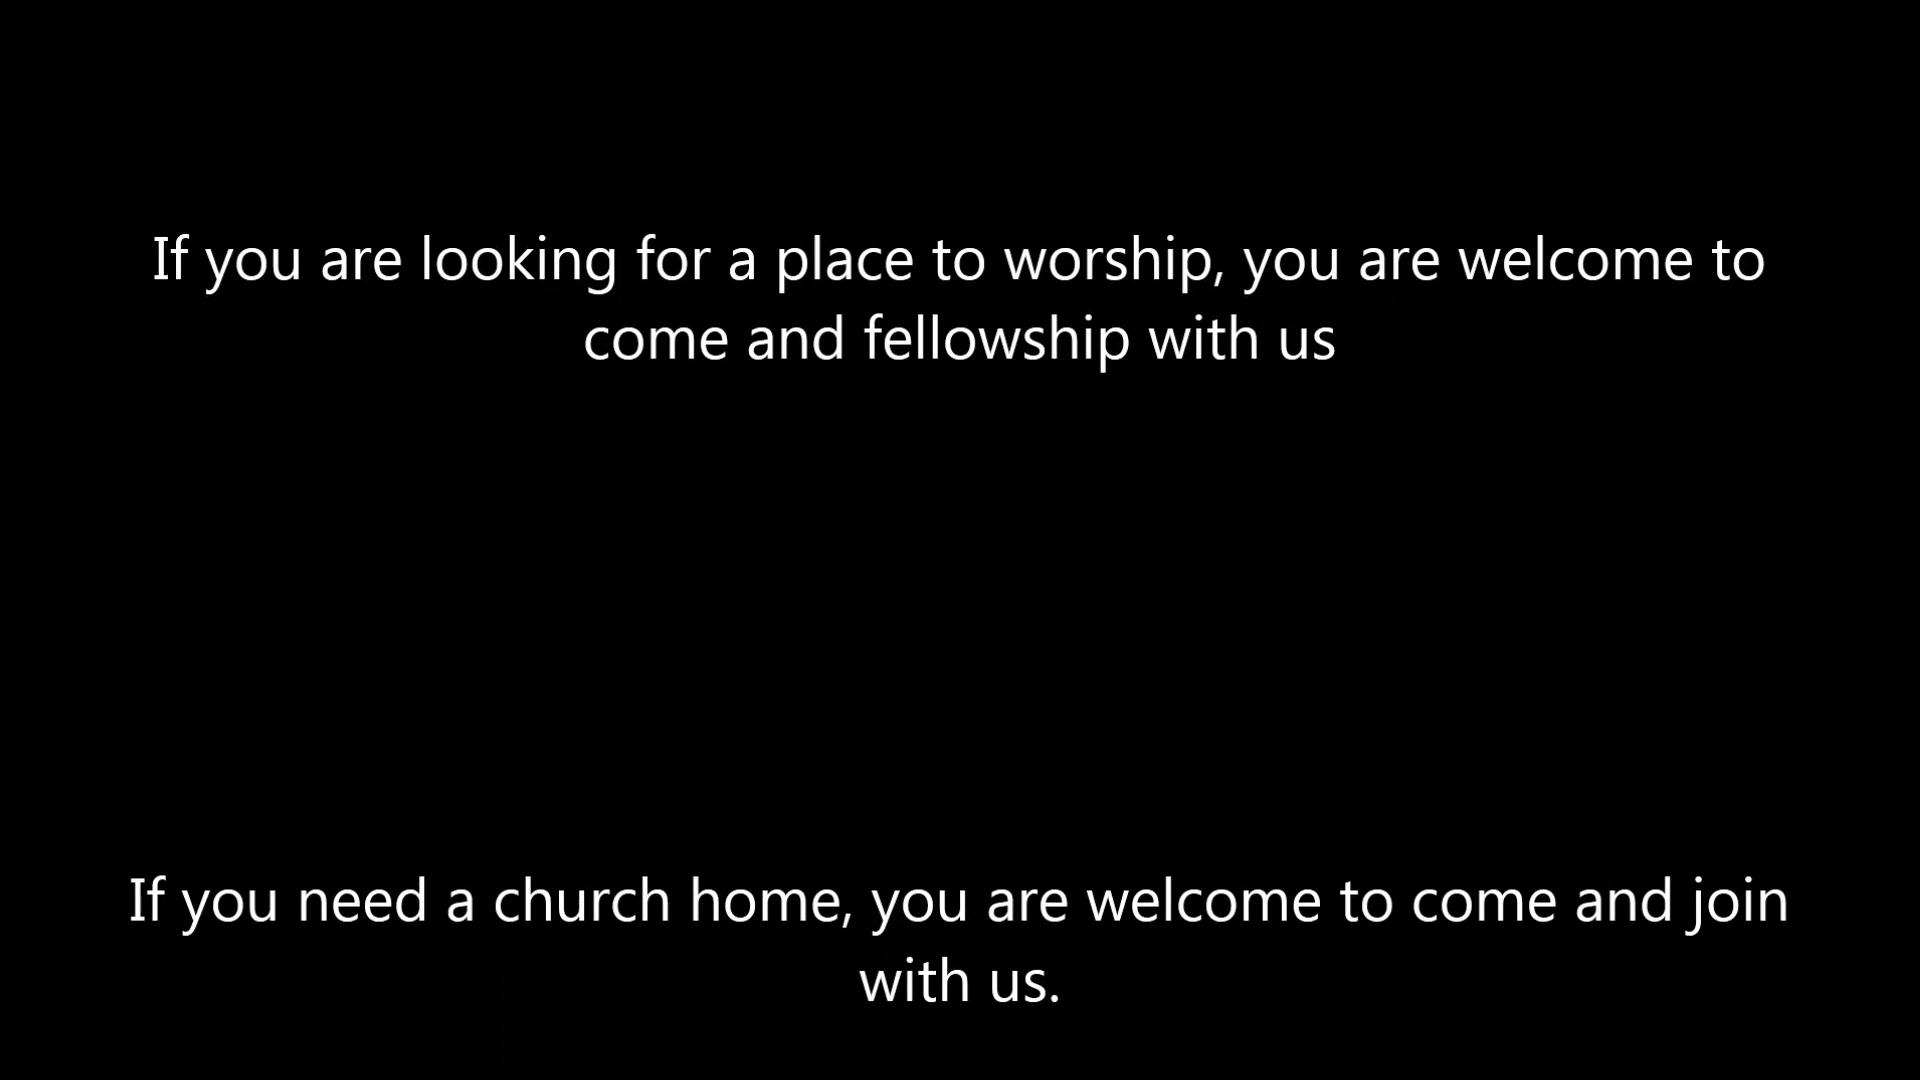 If you are looking for a place to worship, you are welcome to
come and fellowship with us
If you need a church home, you are welcome to come and join
with us.